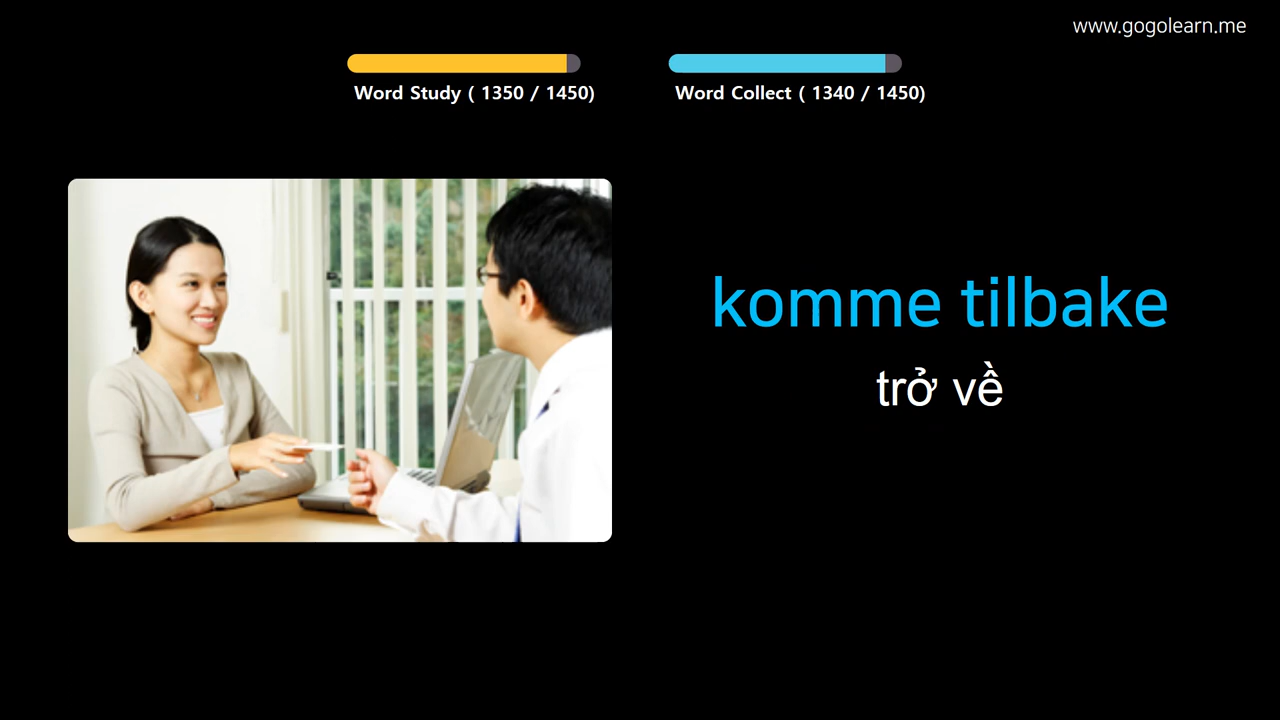 www.gogolearn.me
Word Study ( 1350 / 1450)
Word Collect ( 1340 / 1450)
komme tilbake
trở về